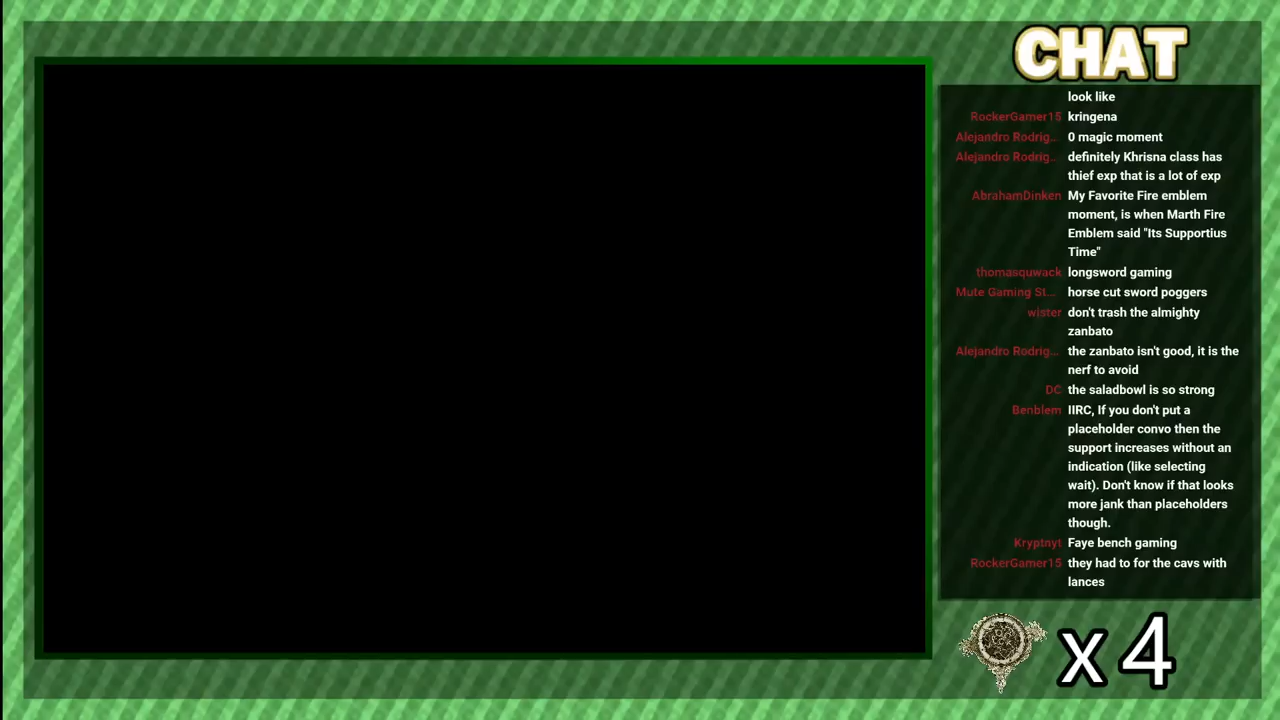 CHAT
look like
RockerGamer15 kringena
Alejandro Rodrig... 0 magic moment
Alejandro Rodrig... definitely Khrisna class has
thief exp that is a lot of exp
AbrahamDinken My Favorite Fire emblem
moment, is when Marth Fire
Emblem said "Its Supportius
Time"
thomasquwack longsword gaming
Mute Gaming St... horse cut sword poggers
wister don't trash the almighty
zanbato
Alejandro Rodrig... the zanbato isn't good, it is the
nerf to avoid
DC the saladbowl is so strong
Benblem IIRC, If you don't put a
placeholder convo then the
support increases without an
indication (like selecting
wait). Don't know if that looks
more jank than placeholders
though.
Kryptnyt Faye bench gaming
RockerGamer15 they had to for the cavs with
lances
x 4